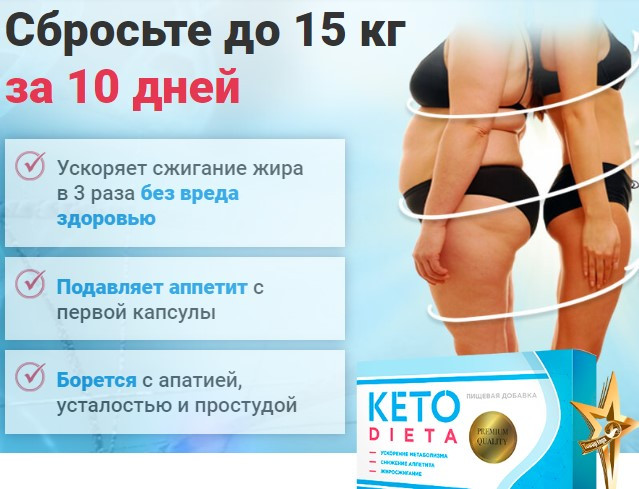 Сбросьте до 15 кг
за 10 дней
Ускоряет сжигание жира
в 3 раза без вреда
здоровью
Подавляет аппетит с
первой капсулы
Борется с апатией,
усталостью и простудой
ПИЩЕВАЯ ДОБАВКА
KETO
DIETA
PREMIUM
QUALITY
УСКОРЕНИЕ МЕТАБОЛИЗМА
СНИЖЕНИЕ АППЕТИТА
ЖИРОСЖИГАНИЕ